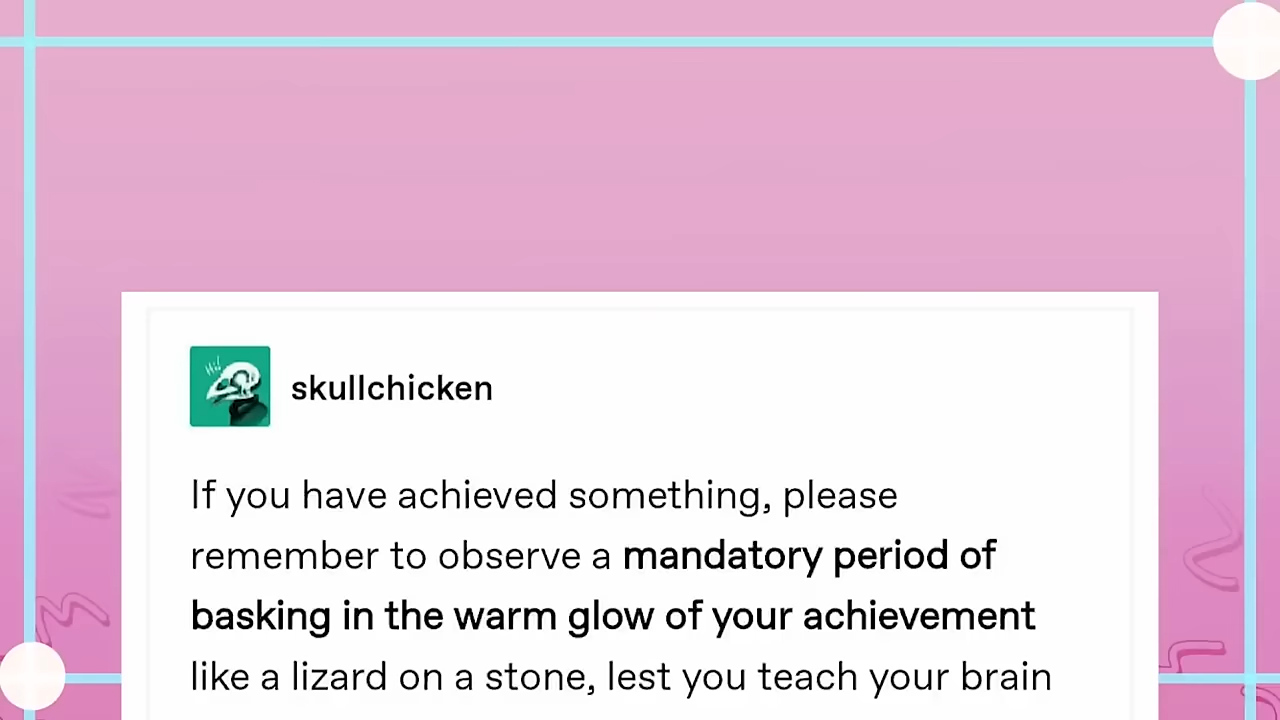 Hi!
skullchicken
If you have achieved something, please
remember to observe a mandatory period of
basking in the warm glow of your achievement
like a lizard on a stone, lest you teach your brain